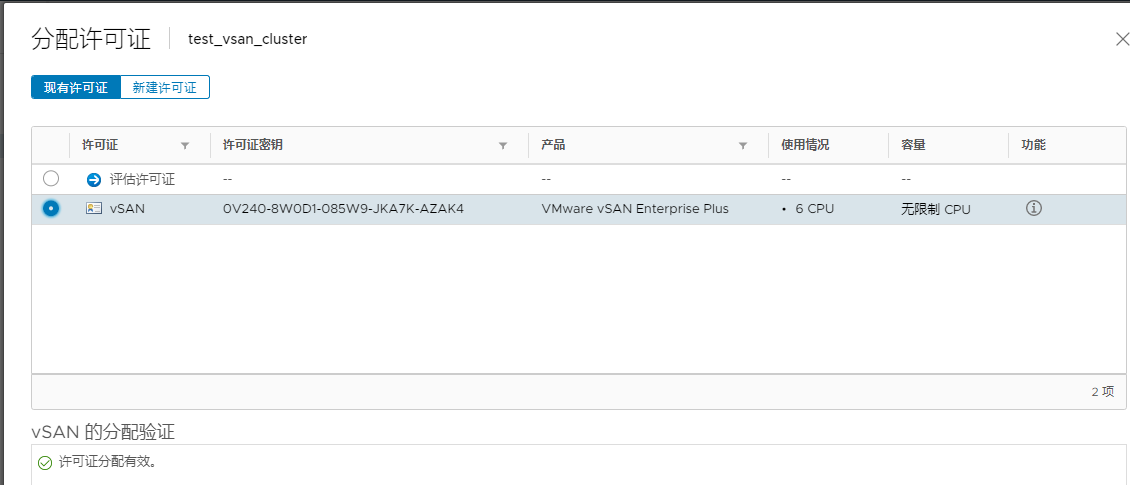 分配许可证 test_vsan_cluster
现有许可证 新建许可证
许可证 许可证密钥 产品 使用情况 容量 功能
评估许可证 -- -- -- --
vSAN 0V240-8W0D1-085W9-JKA7K-AZAK4 VMware vSAN Enterprise Plus • 6 CPU 无限制 CPU
2 项
vSAN 的分配验证
许可证分配有效。